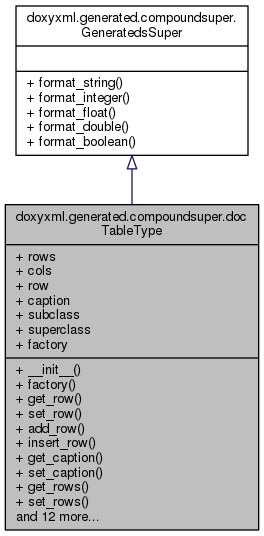 doxyxml.generated.compoundsuper.
GeneratedsSuper
+ format_string()
+ format_integer()
+ format_float()
+ format_double()
+ format_boolean()
doxyxml.generated.compoundsuper.doc
TableType
+ rows
+ cols
+ row
+ caption
+ subclass
+ superclass
+ factory
+ __init__()
+ factory()
+ get_row()
+ set_row()
+ add_row()
+ insert_row()
+ get_caption()
+ set_caption()
+ get_rows()
+ set_rows()
and 12 more...